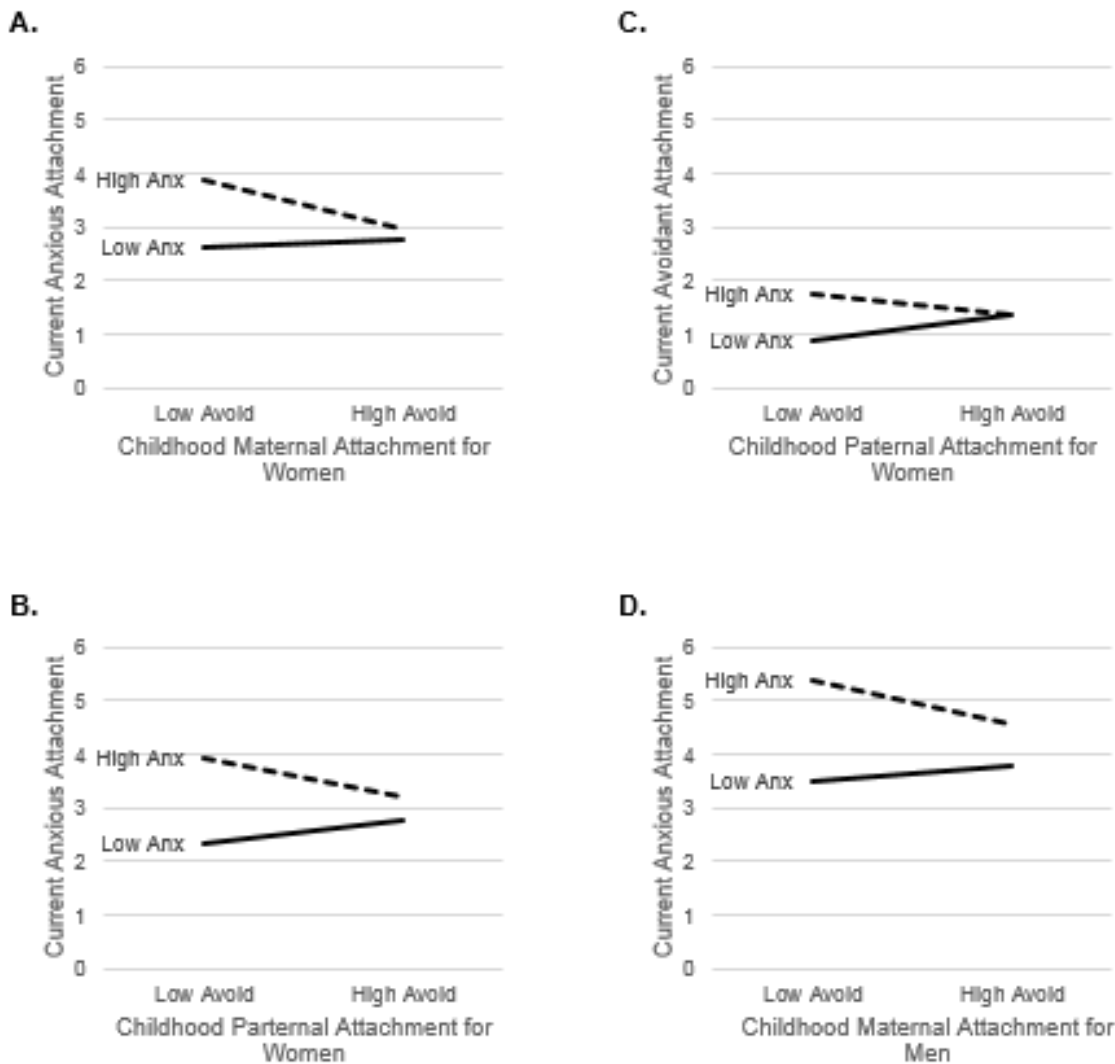 A.
6
5
4
3
2
1
0
Current Anxious Attachment
High Anx
Low Anx
Low Avoid High Avoid
Childhood Maternal Attachment for
Women
C.
6
5
4
3
2
1
0
Current Avoidant Attachment
High Anx
Low Anx
Low Avoid High Avoid
Childhood Paternal Attachment for
Women
B.
6
5
4
3
2
1
0
Current Anxious Attachment
High Anx
Low Anx
Low Avoid High Avoid
Childhood Parternal Attachment for
Women
D.
6
5
4
3
2
1
0
Current Anxious Attachment
High Anx
Low Anx
Low Avoid High Avoid
Childhood Maternal Attachment for
Men